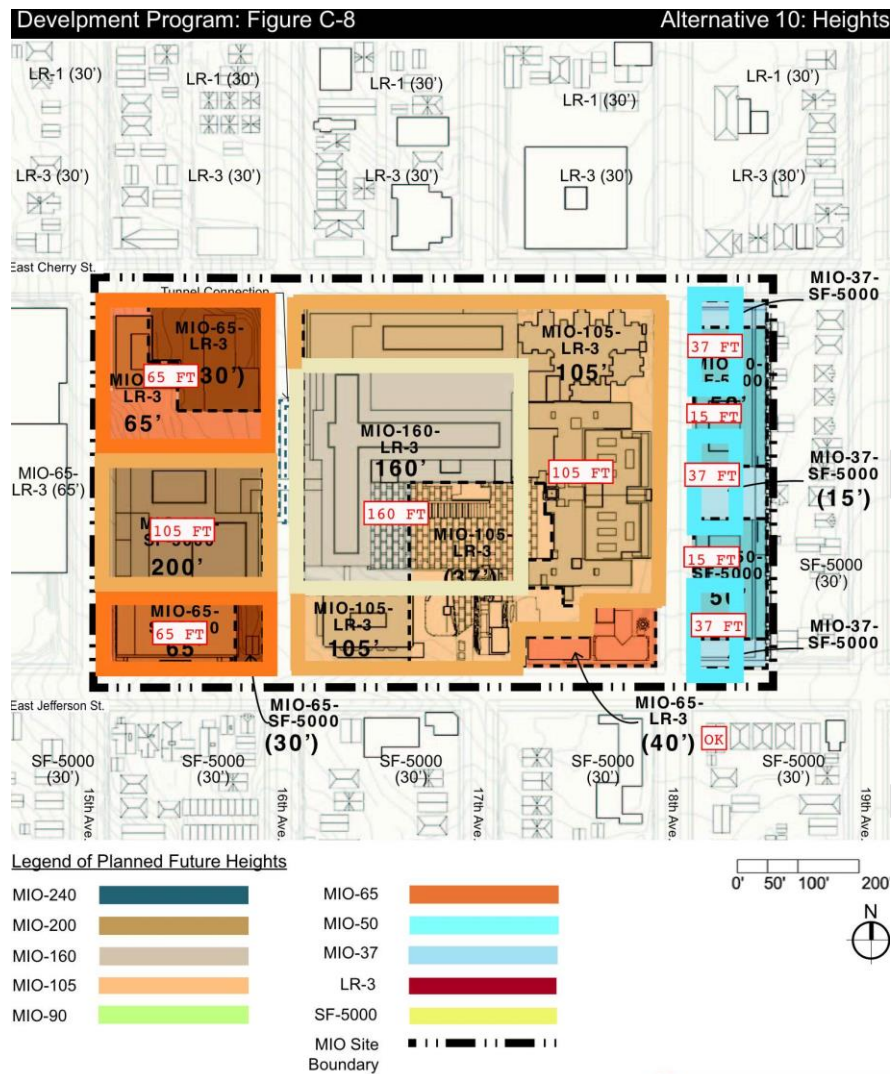 Develpment Program: Figure C-8
Alternative 10: Heights
LR-1 (30')
LR-1 (30')
LR-1 (30')
LR-1 (30')
LR-1 (30')
LR-3 (30')
LR-3 (30')
LR-3 (30')
LR-3 (30')
LR-3 (30')
East Cherry St.
Tunnel Connection
MIO-37-
SF-5000
MIO-65-
LR-3
30')
65 FT
LR-3
65'
MIO-105-
LR-3
105'
37 FT
15 FT
MIO-65-
LR-3 (65')
MIO-160-
LR-3
160'
105 FT
37 FT
MIO-37-
SF-5000
(15')
105 FT
SF-5000
200'
160 FT
MIO-105-
LR-3
(37')
15 FT
SF-5000
(30')
MIO-65-
65 FT
65
MIO-105-
LR-3
105'
37 FT
MIO-37-
SF-5000
East Jefferson St.
MIO-65-
SF-5000
(30')
MIO-65-
LR-3
(40')
OK
SF-5000
(30')
SF-5000
(30')
SF-5000
(30')
SF-5000
(30')
SF-5000
(30')
15th Ave.
16th Ave.
17th Ave.
18th Ave.
19th Ave.
Legend of Planned Future Heights
MIO-240
MIO-200
MIO-160
MIO-105
MIO-90
MIO-65
MIO-50
MIO-37
LR-3
SF-5000
MIO Site
Boundary
0' 50' 100' 200'
N